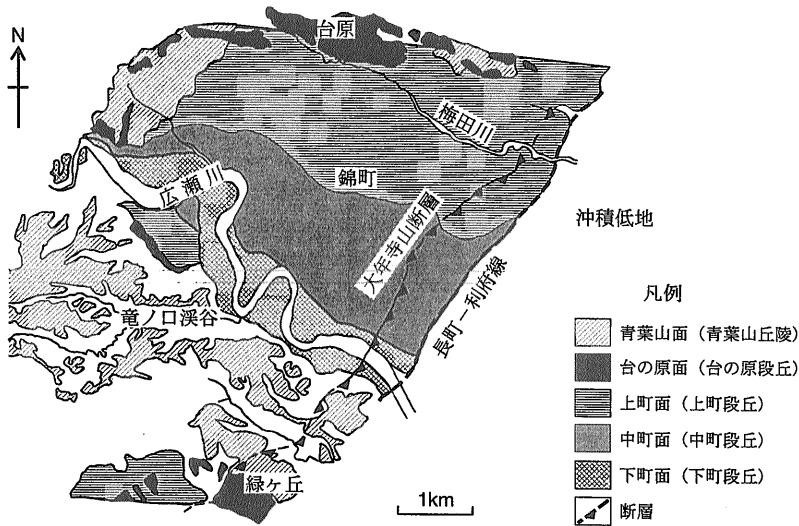 台原
N
梅田川
広瀬川
錦町
大年寺山断層
沖積低地
長町－利府線
竜ノ口渓谷
緑ヶ丘
1km
凡例
青葉山面（青葉山丘陵）
台の原面（台の原段丘）
上町面（上町段丘）
中町面（中町段丘）
下町面（下町段丘）
断層